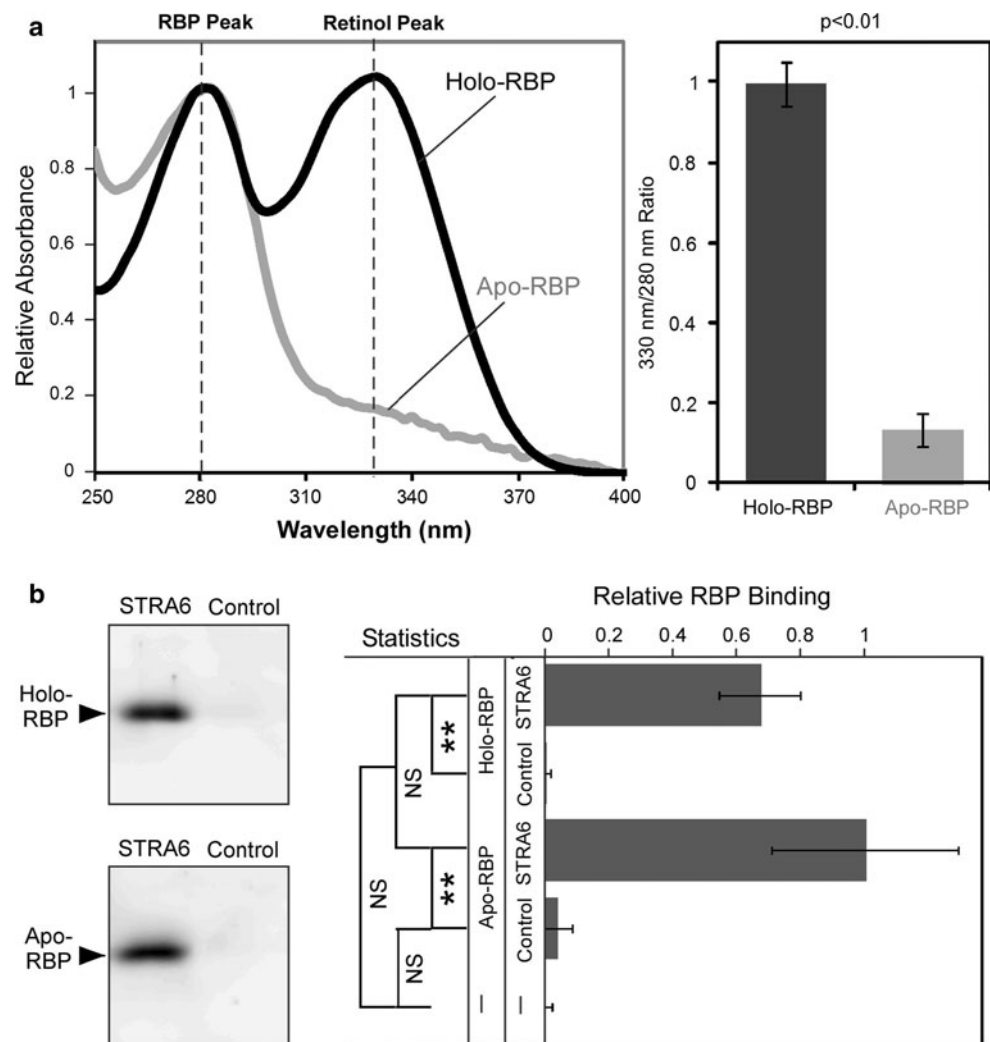 a
RBP Peak
Retinol Peak
Relative Absorbance
1
0.8
0.6
0.4
0.2
0
Holo-RBP
Apo-RBP
250
280
310
340
370
400
Wavelength (nm)
p<0.01
330 nm/280 nm Ratio
1
0.8
0.6
0.4
0.2
0
Holo-RBP
Apo-RBP
b
STRA6 Control
Holo-
RBP
STRA6 Control
Apo-
RBP
Relative RBP Binding
Statistics
0 0.2 0.4 0.6 0.8 1
NS
NS
**
**
NS
Holo-RBP
Apo-RBP
—
STRA6
Control
STRA6
Control
—